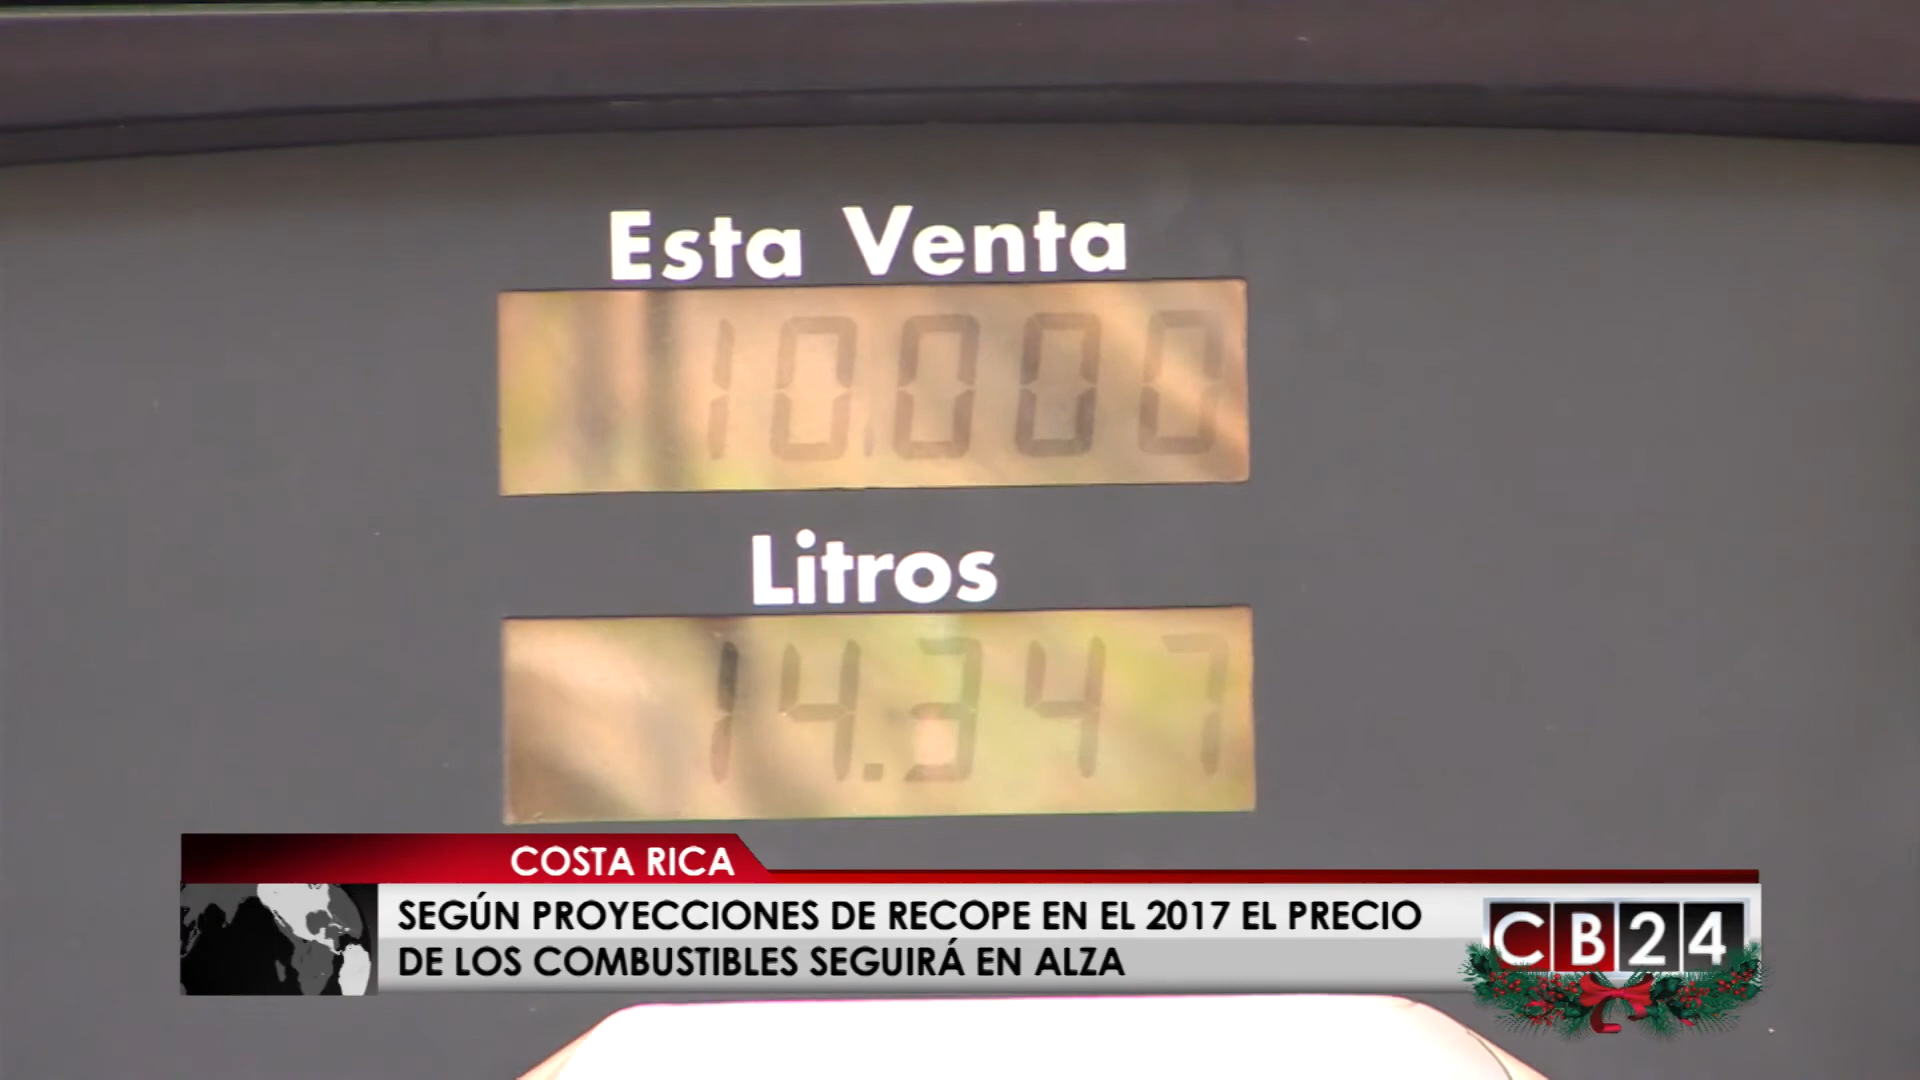 Esta Venta
10.000
Litros
14.347
COSTA RICA
SEGÚN PROYECCIONES DE RECOPE EN EL 2017 EL PRECIO
DE LOS COMBUSTIBLES SEGUIRÁ EN ALZA
CB24